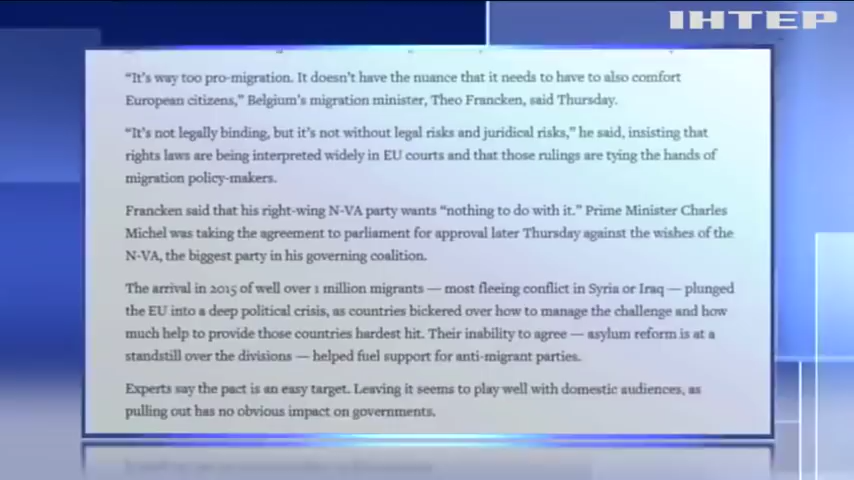 ІНТЕР
“It’s way too pro-migration. It doesn’t have the nuance that it needs to have to also comfort
European citizens,” Belgium’s migration minister, Theo Francken, said Thursday.
“It’s not legally binding, but it’s not without legal risks and juridical risks,” he said, insisting that
rights laws are being interpreted widely in EU courts and that those rulings are tying the hands of
migration policy-makers.
Francken said that his right-wing N-VA party wants “nothing to do with it.” Prime Minister Charles
Michel was taking the agreement to parliament for approval later Thursday against the wishes of the
N-VA, the biggest party in his governing coalition.
The arrival in 2015 of well over 1 million migrants — most fleeing conflict in Syria or Iraq — plunged
the EU into a deep political crisis, as countries bickered over how to manage the challenge and how
much help to provide those countries hardest hit. Their inability to agree — asylum reform is at a
standstill over the divisions — helped fuel support for anti-migrant parties.
Experts say the pact is an easy target. Leaving it seems to play well with domestic audiences, as
pulling out has no obvious impact on governments.